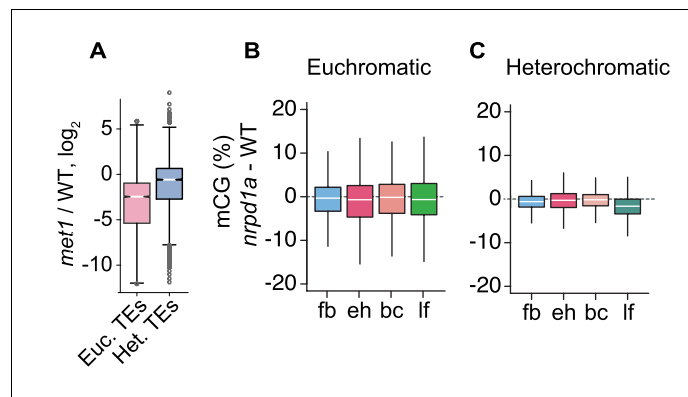 A
met1 / WT, log2
5
0
-5
-10
Euc. TEs
Het. TEs
B
Euchromatic
mCG (%)
nrpd1a - WT
20
10
0
-10
-20
fb eh bc lf
C
Heterochromatic
20
10
0
-10
-20
fb eh bc lf